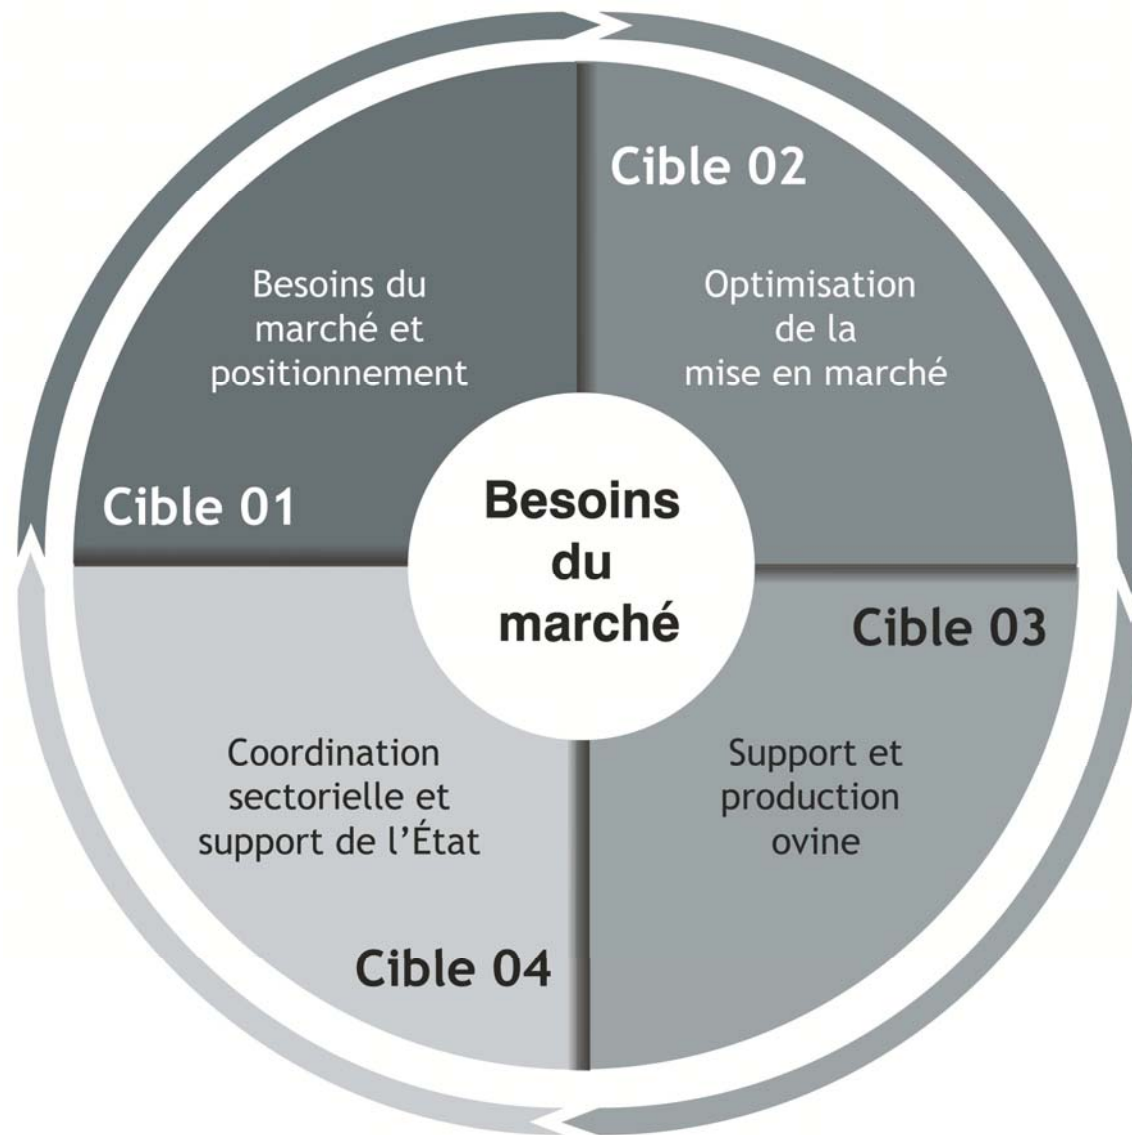 Cible 01
Besoins du
marché et
positionnement
Cible 02
Optimisation
de la
mise en marché
Besoins
du
marché
Cible 03
Support et
production
ovine
Cible 04
Coordination
sectorielle et
support de l'État